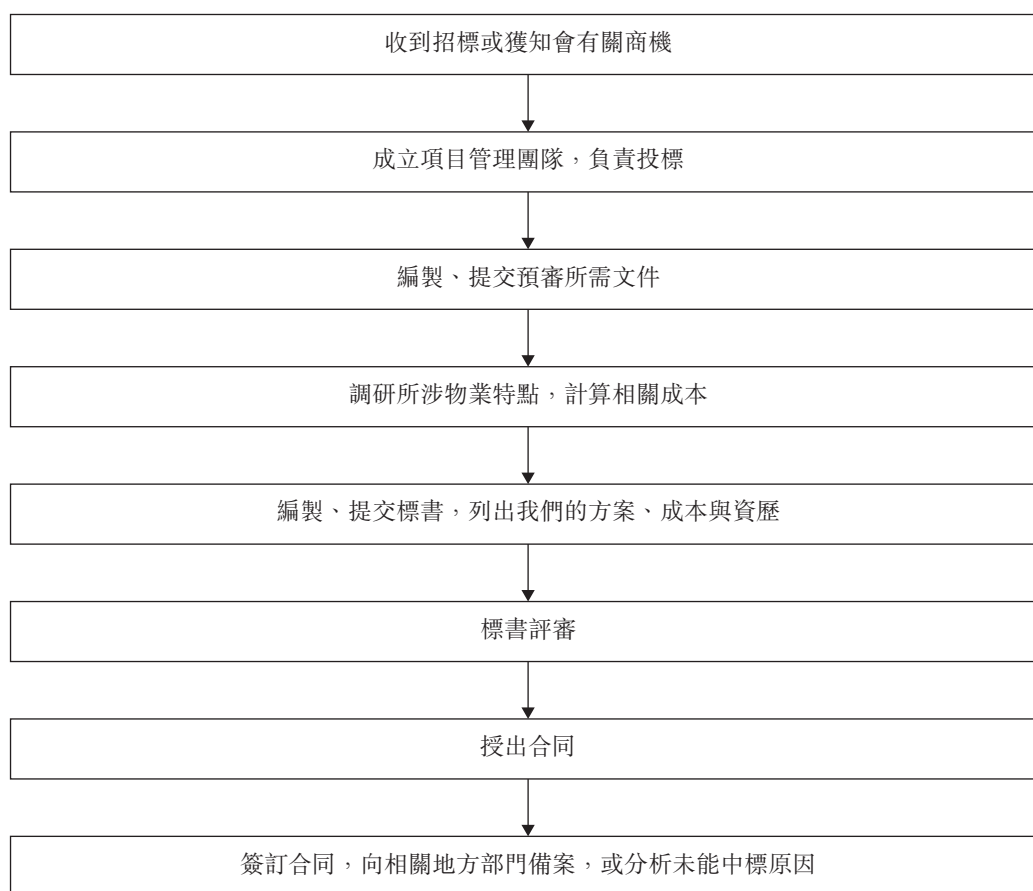 收到招標或獲知會有關商機
成立項目管理團隊，負責投標
編製、提交預審所需文件
調研所涉物業特點，計算相關成本
編製、提交標書，列出我們的方案、成本與資歷
標書評審
授出合同
簽訂合同，向相關地方部門備案，或分析未能中標原因